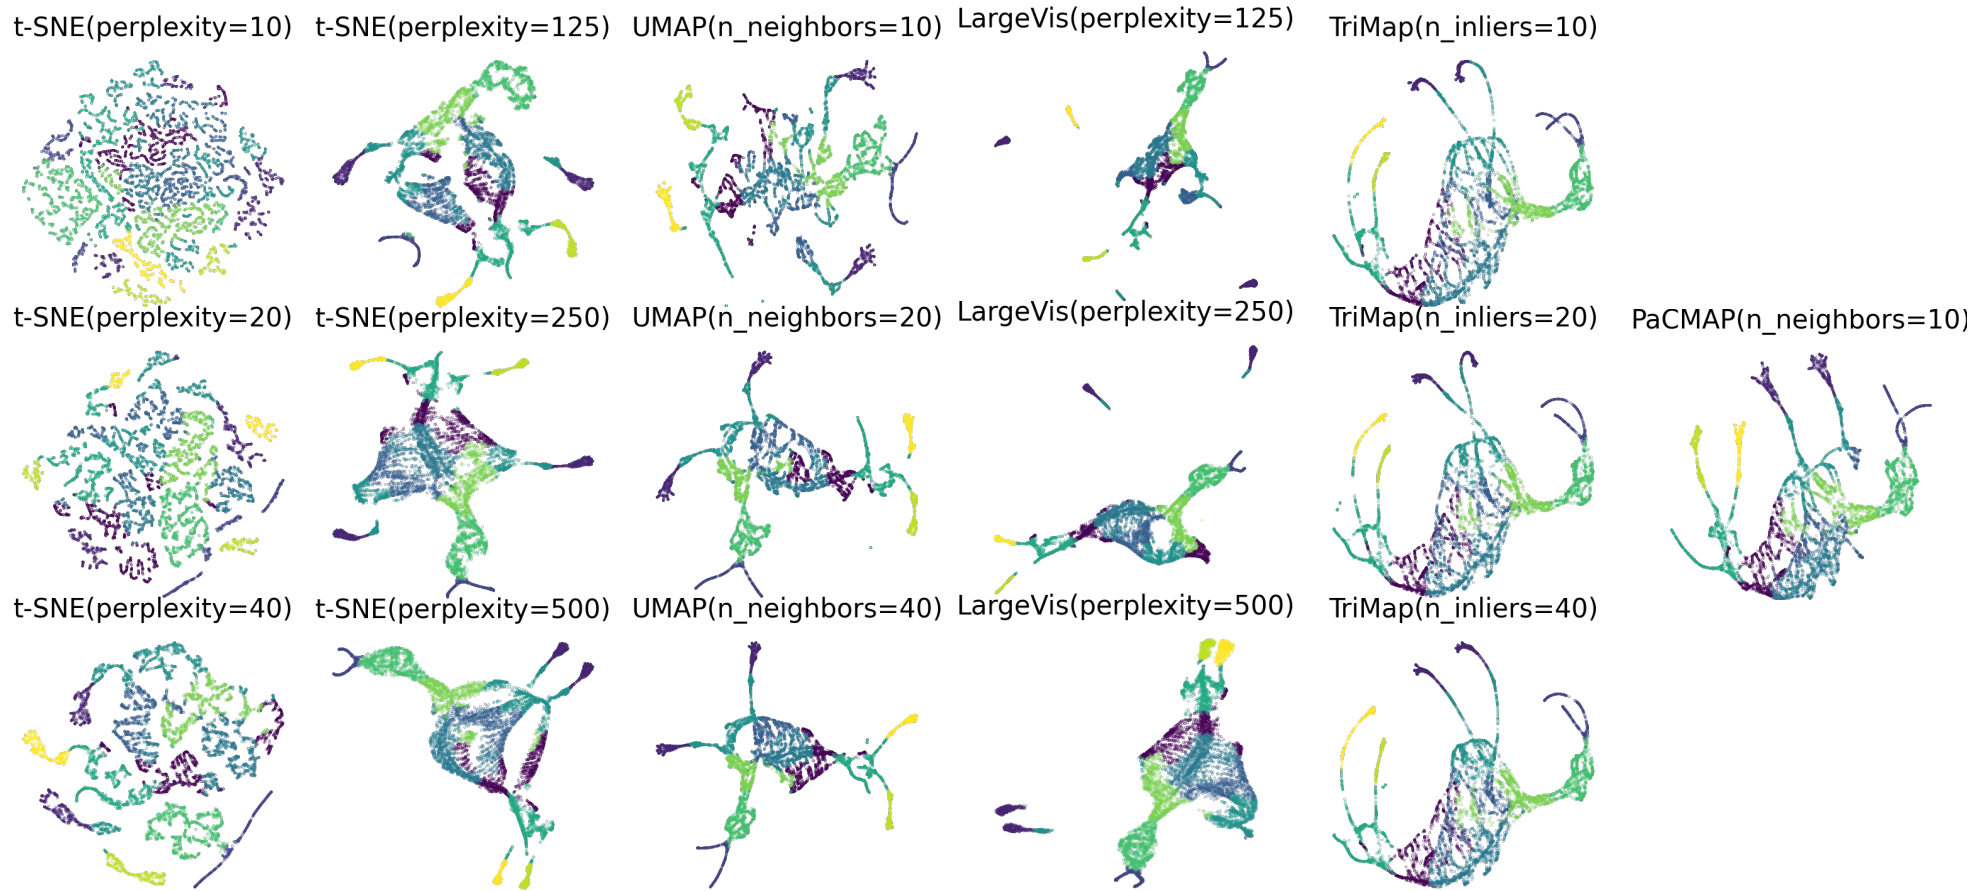 t-SNE(perplexity=10)
t-SNE(perplexity=125)
UMAP(n_neighbors=10)
LargeVis(perplexity=125)
TriMap(n_inliers=10)
t-SNE(perplexity=20)
t-SNE(perplexity=250)
UMAP(n_neighbors=20)
LargeVis(perplexity=250)
TriMap(n_inliers=20)
PaCMAP(n_neighbors=10)
t-SNE(perplexity=40)
t-SNE(perplexity=500)
UMAP(n_neighbors=40)
LargeVis(perplexity=500)
TriMap(n_inliers=40)